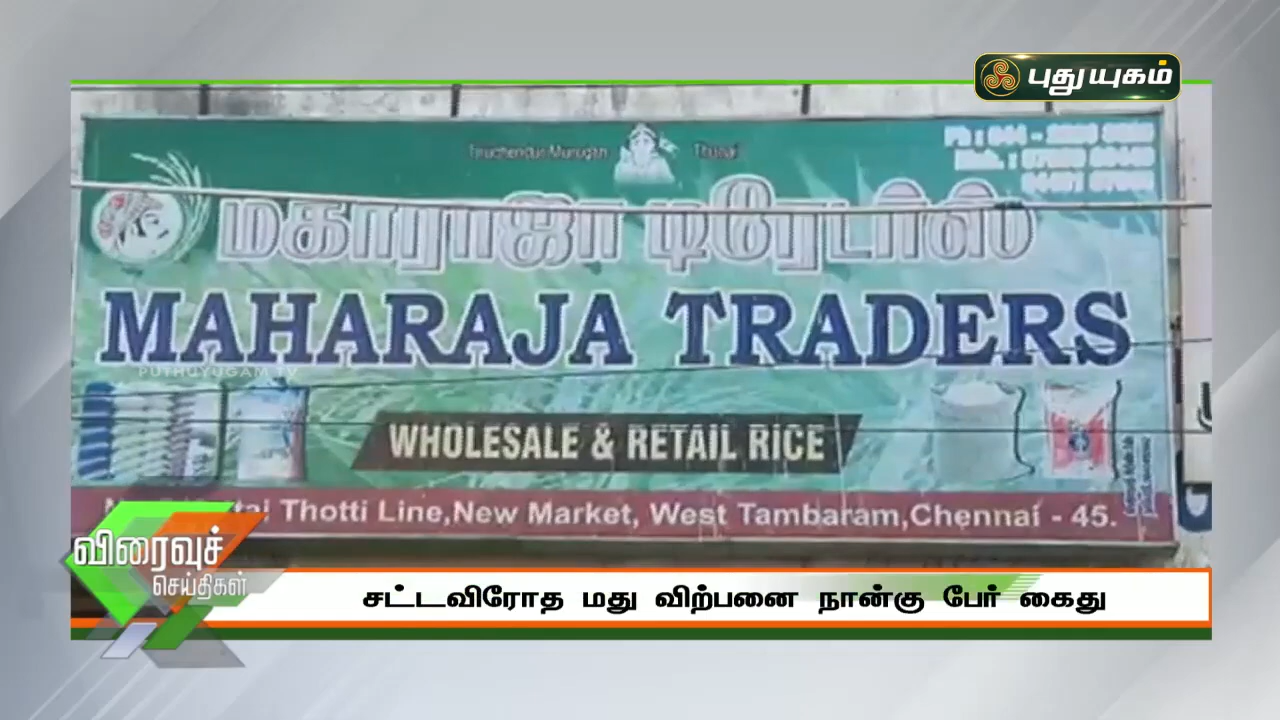 புதுயுகம்
Tiruchendur Murugan Thunai
மகாராஜா டிரேடர்ஸ்
MAHARAJA TRADERS
PUTHUYUGAM TV
WHOLESALE & RETAIL RICE
Thotti Line,New Market, West Tambaram,Chennai - 45.
விரைவுச்
செய்திகள்
சட்டவிரோத மது விற்பனை நான்கு பேர் கைது